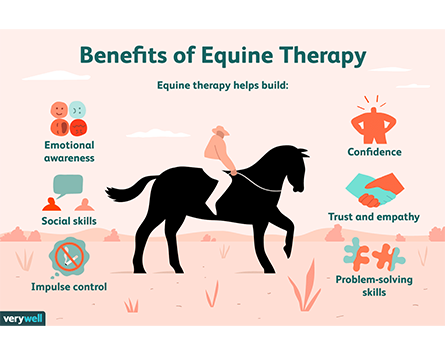 Benefits of Equine Therapy
Equine therapy helps build:
Emotional
awareness
Social skills
Impulse control
Confidence
Trust and empathy
Problem-solving
skills
verywell